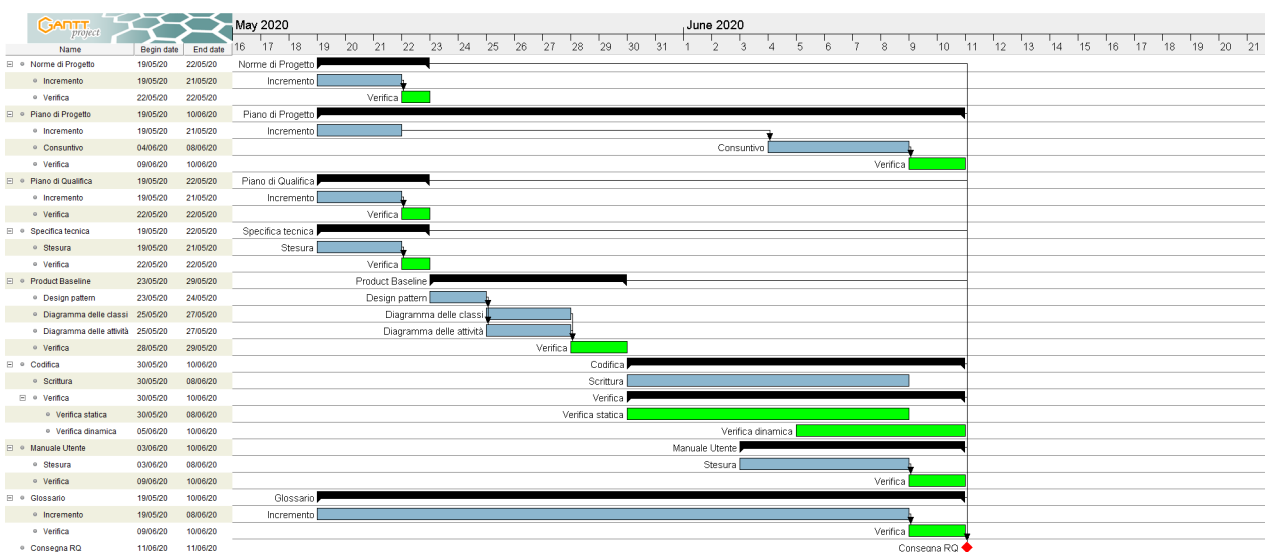 GANTT project May 2020 June 2020
Name Begin date End date 16 17 18 19 20 21 22 23 24 25 26 27 28 29 30 31 1 2 3 4 5 6 7 8 9 10 11 12 13 14 15 16 17 18 19 20 21
Norme di Progetto 19/05/20 22/05/20 Norme di Progetto
Incremento 19/05/20 21/05/20 Incremento
Verifica 22/05/20 22/05/20 Verifica
Piano di Progetto 19/05/20 10/06/20 Piano di Progetto
Incremento 19/05/20 21/05/20 Incremento
Consuntivo 04/06/20 08/06/20 Consuntivo
Verifica 09/06/20 10/06/20 Verifica
Piano di Qualifica 19/05/20 22/05/20 Piano di Qualifica
Incremento 19/05/20 21/05/20 Incremento
Verifica 22/05/20 22/05/20 Verifica
Specifica tecnica 19/05/20 22/05/20 Specifica tecnica
Stesura 19/05/20 21/05/20 Stesura
Verifica 22/05/20 22/05/20 Verifica
Product Baseline 23/05/20 29/05/20 Product Baseline
Design pattern 23/05/20 24/05/20 Design pattern
Diagramma delle classi 25/05/20 27/05/20 Diagramma delle classi
Diagramma delle attività 25/05/20 27/05/20 Diagramma delle attività
Verifica 28/05/20 29/05/20 Verifica
Codifica 30/05/20 10/06/20 Codifica
Scrittura 30/05/20 08/06/20 Scrittura
Verifica 30/05/20 10/06/20 Verifica
Verifica statica 30/05/20 08/06/20 Verifica statica
Verifica dinamica 05/06/20 10/06/20 Verifica dinamica
Manuale Utente 03/06/20 10/06/20 Manuale Utente
Stesura 03/06/20 08/06/20 Stesura
Verifica 09/06/20 10/06/20 Verifica
Glossario 19/05/20 10/06/20 Glossario
Incremento 19/05/20 08/06/20 Incremento
Verifica 09/06/20 10/06/20 Verifica
Consegna RQ 11/06/20 11/06/20 Consegna RQ